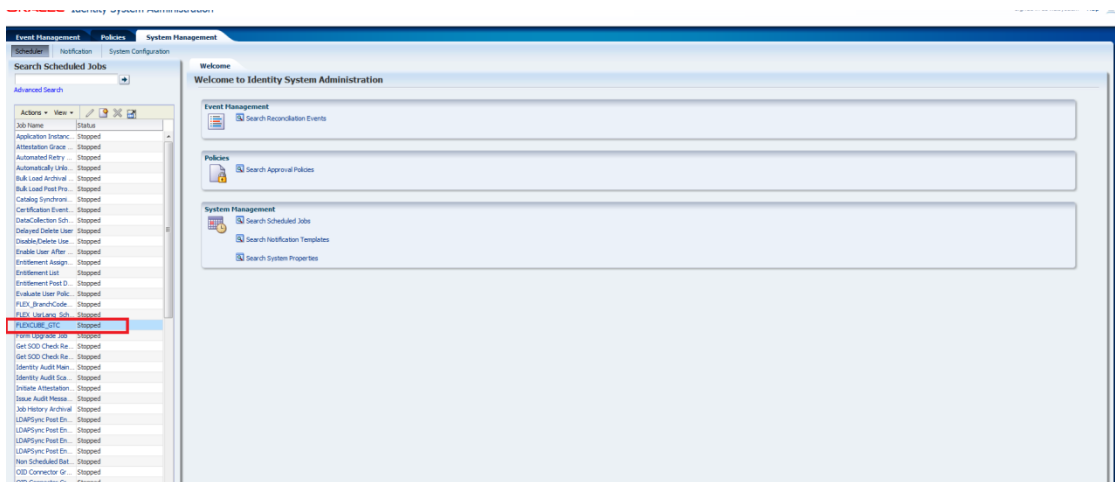 Identity System Administration
Event Management Policies System Management
Scheduler Notification System Configuration
Search Scheduled Jobs
Advanced Search
Actions View
Job Name Status
Application Instanc... Stopped
Attestation Grace ... Stopped
Automated Retry ... Stopped
Automatically Unlo... Stopped
Bulk Load Archival ... Stopped
Bulk Load Post Pro... Stopped
Catalog Synchroni... Stopped
Certification Event... Stopped
DataCollection Sch... Stopped
Delayed Delete User Stopped
Disable/Delete Use... Stopped
Enable User After ... Stopped
Entitlement Assign... Stopped
Entitlement List Stopped
Entitlement Post D... Stopped
Evaluate User Polic... Stopped
FLEX_BranchCode... Stopped
FLEX_UsrLang_Sch... Stopped
FLEXCUBE_GTC Stopped
Form Upgrade Job Stopped
Get SOD Check Re... Stopped
Get SOD Check Re... Stopped
Identity Audit Main... Stopped
Identity Audit Sca... Stopped
Initiate Attestation... Stopped
Issue Audit Messa... Stopped
Job History Archival Stopped
LDAPSync Post En... Stopped
LDAPSync Post En... Stopped
LDAPSync Post En... Stopped
LDAPSync Post En... Stopped
Non Scheduled Bat... Stopped
OID Connector Gr... Stopped
Welcome
Welcome to Identity System Administration
Event Management
Search Reconciliation Events
Policies
Search Approval Policies
System Management
Search Scheduled Jobs
Search Notification Templates
Search System Properties